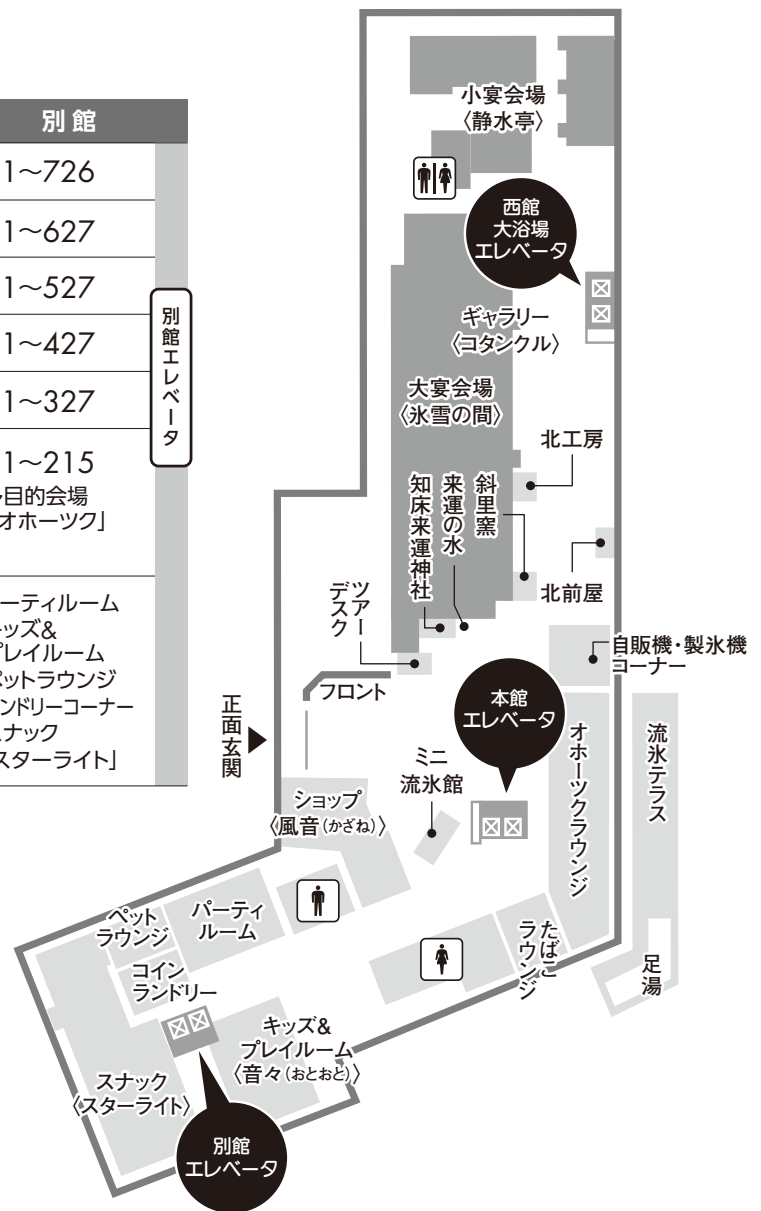 別館
1～726
1～627
1～527
1～427
1～327
1～215
目的会場
オホーツク」
ーティルーム
ッズ&
プレイルーム
ペットラウンジ
ンドリーコーナー
ナック
スターライト」
別館エレベータ
小宴会場
〈静水亭〉
西館
大浴場
エレベータ
ギャラリー
〈コタンクル〉
大宴会場
〈氷雪の間〉
北工房
斜里窯
来運の水
知床来運神社
北前屋
ツアー
デスク
自販機・製氷機
コーナー
フロント
正面玄関
本館
エレベータ
ミニ
流氷館
オホーツクラウンジ
流氷テラス
ショップ
〈風音(かざね)〉
ペット
ラウンジ
パーティ
ルーム
たばこ
ラウンジ
足湯
コイン
ランドリー
キッズ&
プレイルーム
〈音々(おとおと)〉
スナック
〈スターライト〉
別館
エレベータ